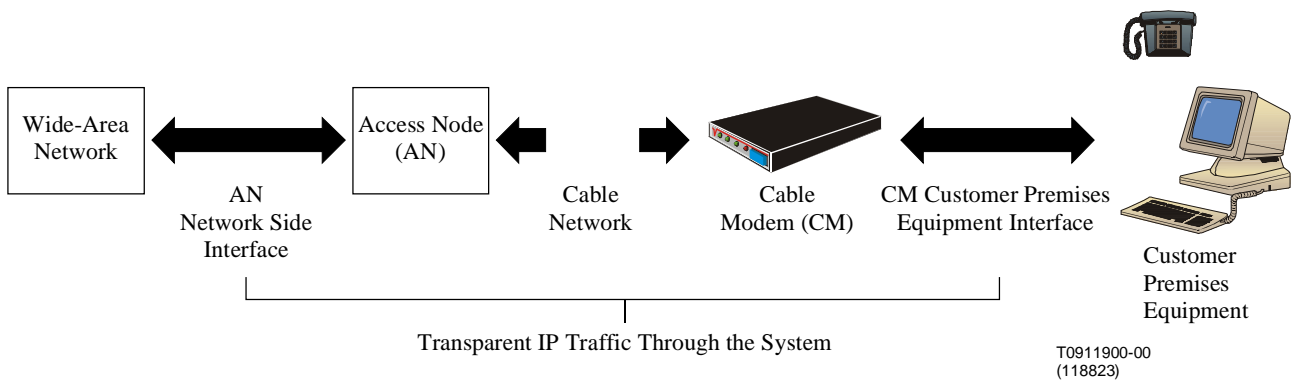 Wide-Area
Network
Access Node
(AN)
AN
Network Side
Interface
Cable
Network
Cable
Modem (CM)
CM Customer Premises
Equipment Interface
Customer
Premises
Equipment
Transparent IP Traffic Through the System
T0911900-00
(118823)